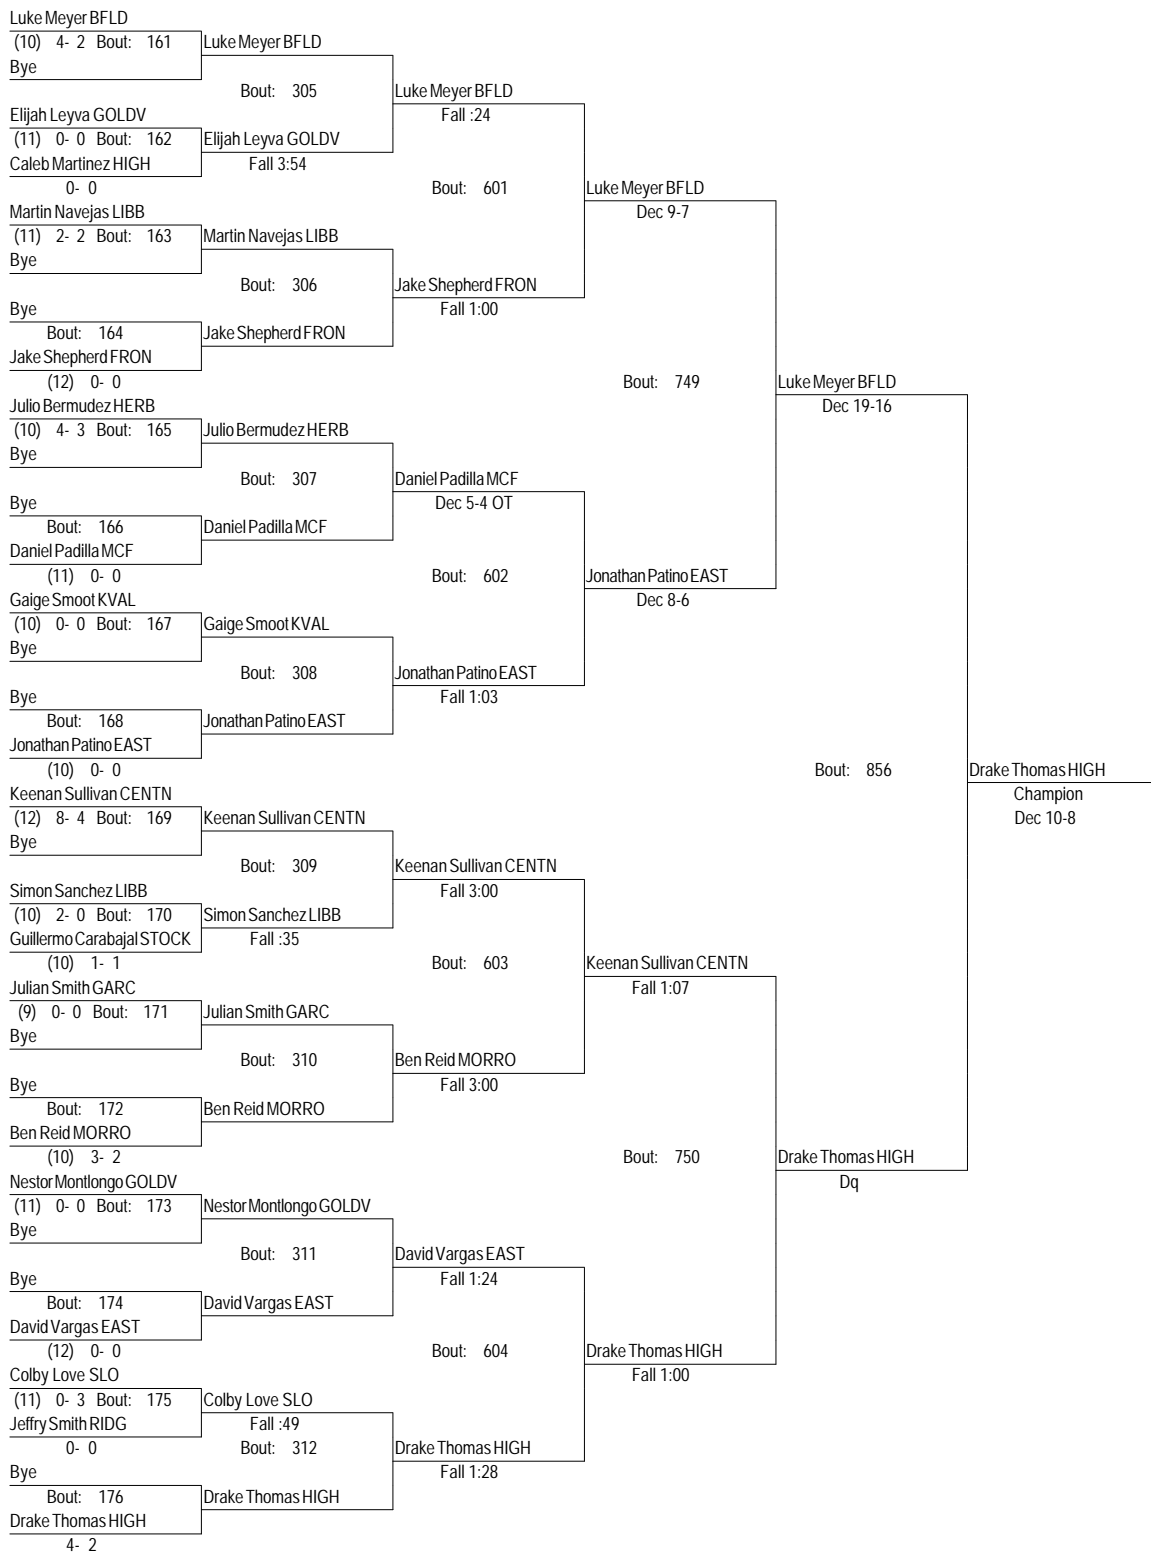 Luke Meyer BFLD
(10) 4- 2 Bout: 161 Luke Meyer BFLD
Bye
Bout: 305 Luke Meyer BFLD
Elijah Leyva GOLDV Fall :24
(11) 0- 0 Bout: 162 Elijah Leyva GOLDV
Caleb Martinez HIGH Fall 3:54
0- 0 Bout: 601 Luke Meyer BFLD
Martin Navejas LIBB Dec 9-7
(11) 2- 2 Bout: 163 Martin Navejas LIBB
Bye
Bout: 306 Jake Shepherd FRON
Bye Fall 1:00
Bout: 164 Jake Shepherd FRON
Jake Shepherd FRON
(12) 0- 0 Bout: 749 Luke Meyer BFLD
Julio Bermudez HERB Dec 19-16
(10) 4- 3 Bout: 165 Julio Bermudez HERB
Bye
Bout: 307 Daniel Padilla MCF
Bye Dec 5-4 OT
Bout: 166 Daniel Padilla MCF
Daniel Padilla MCF
(11) 0- 0 Bout: 602 Jonathan Patino EAST
Gaige Smoot KVAL Dec 8-6
(10) 0- 0 Bout: 167 Gaige Smoot KVAL
Bye
Bout: 308 Jonathan Patino EAST
Bye Fall 1:03
Bout: 168 Jonathan Patino EAST
Jonathan Patino EAST
(10) 0- 0 Bout: 856 Drake Thomas HIGH
Keenan Sullivan CENTN Champion
(12) 8- 4 Bout: 169 Keenan Sullivan CENTN Dec 10-8
Bye
Bout: 309 Keenan Sullivan CENTN
Simon Sanchez LIBB Fall 3:00
(10) 2- 0 Bout: 170 Simon Sanchez LIBB
Guillermo Carabajal STOCK Fall :35
(10) 1- 1 Bout: 603 Keenan Sullivan CENTN
Julian Smith GARC Fall 1:07
(9) 0- 0 Bout: 171 Julian Smith GARC
Bye
Bout: 310 Ben Reid MORRO
Bye Fall 3:00
Bout: 172 Ben Reid MORRO
Ben Reid MORRO
(10) 3- 2 Bout: 750 Drake Thomas HIGH
Nestor Montlongo GOLDV Dq
(11) 0- 0 Bout: 173 Nestor Montlongo GOLDV
Bye
Bout: 311 David Vargas EAST
Bye Fall 1:24
Bout: 174 David Vargas EAST
David Vargas EAST
(12) 0- 0 Bout: 604 Drake Thomas HIGH
Colby Love SLO Fall 1:00
(11) 0- 3 Bout: 175 Colby Love SLO
Jeffry Smith RIDG Fall :49
0- 0 Bout: 312 Drake Thomas HIGH
Bye Fall 1:28
Bout: 176 Drake Thomas HIGH
Drake Thomas HIGH
4- 2